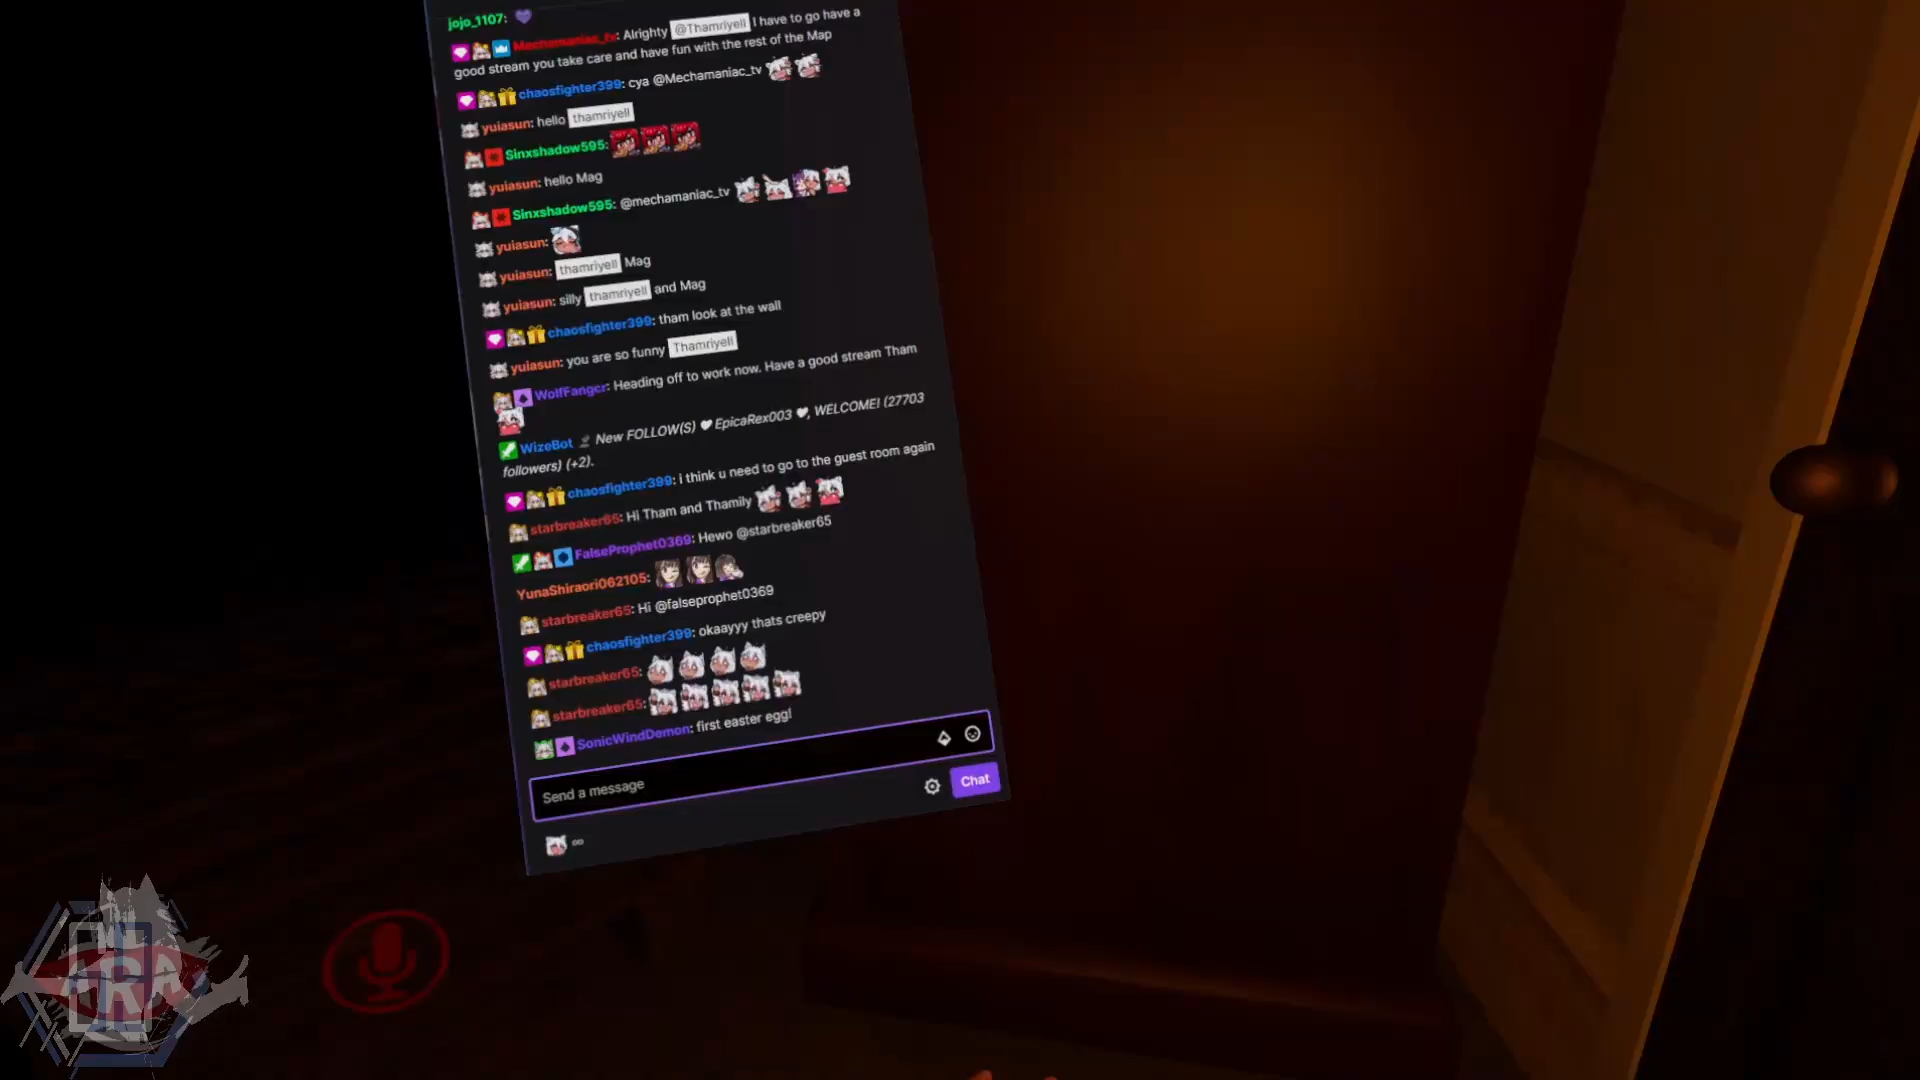 jojo_1107:
Mechamaniac_tv: Alrighty @Thamriyell I have to go have a
good stream you take care and have fun with the rest of the Map
chaosfighter399: cya @Mechamaniac_tv
yuiasun: hello thamriyell
Sinxshadow595:
yuiasun: hello Mag
Sinxshadow595: @mechamaniac_tv
yuiasun:
yuiasun: thamriyell Mag
yuiasun: silly thamriyell and Mag
chaosfighter399: tham look at the wall
yuiasun: you are so funny Thamriyell
WolfFangcr: Heading off to work now. Have a good stream Tham
WizeBot New FOLLOW(S) EpicaRex003 , WELCOME! (27703
followers) (+2).
chaosfighter399: i think u need to go to the guest room again
starbreaker65: Hi Tham and Thamily
FalseProphet0369: Hewo @starbreaker65
YunaShiraori062105:
starbreaker65: Hi @falseprophet0369
chaosfighter399: okaayyy thats creepy
starbreaker65:
starbreaker65:
SonicWindDemon: first easter egg!
Send a message
Chat